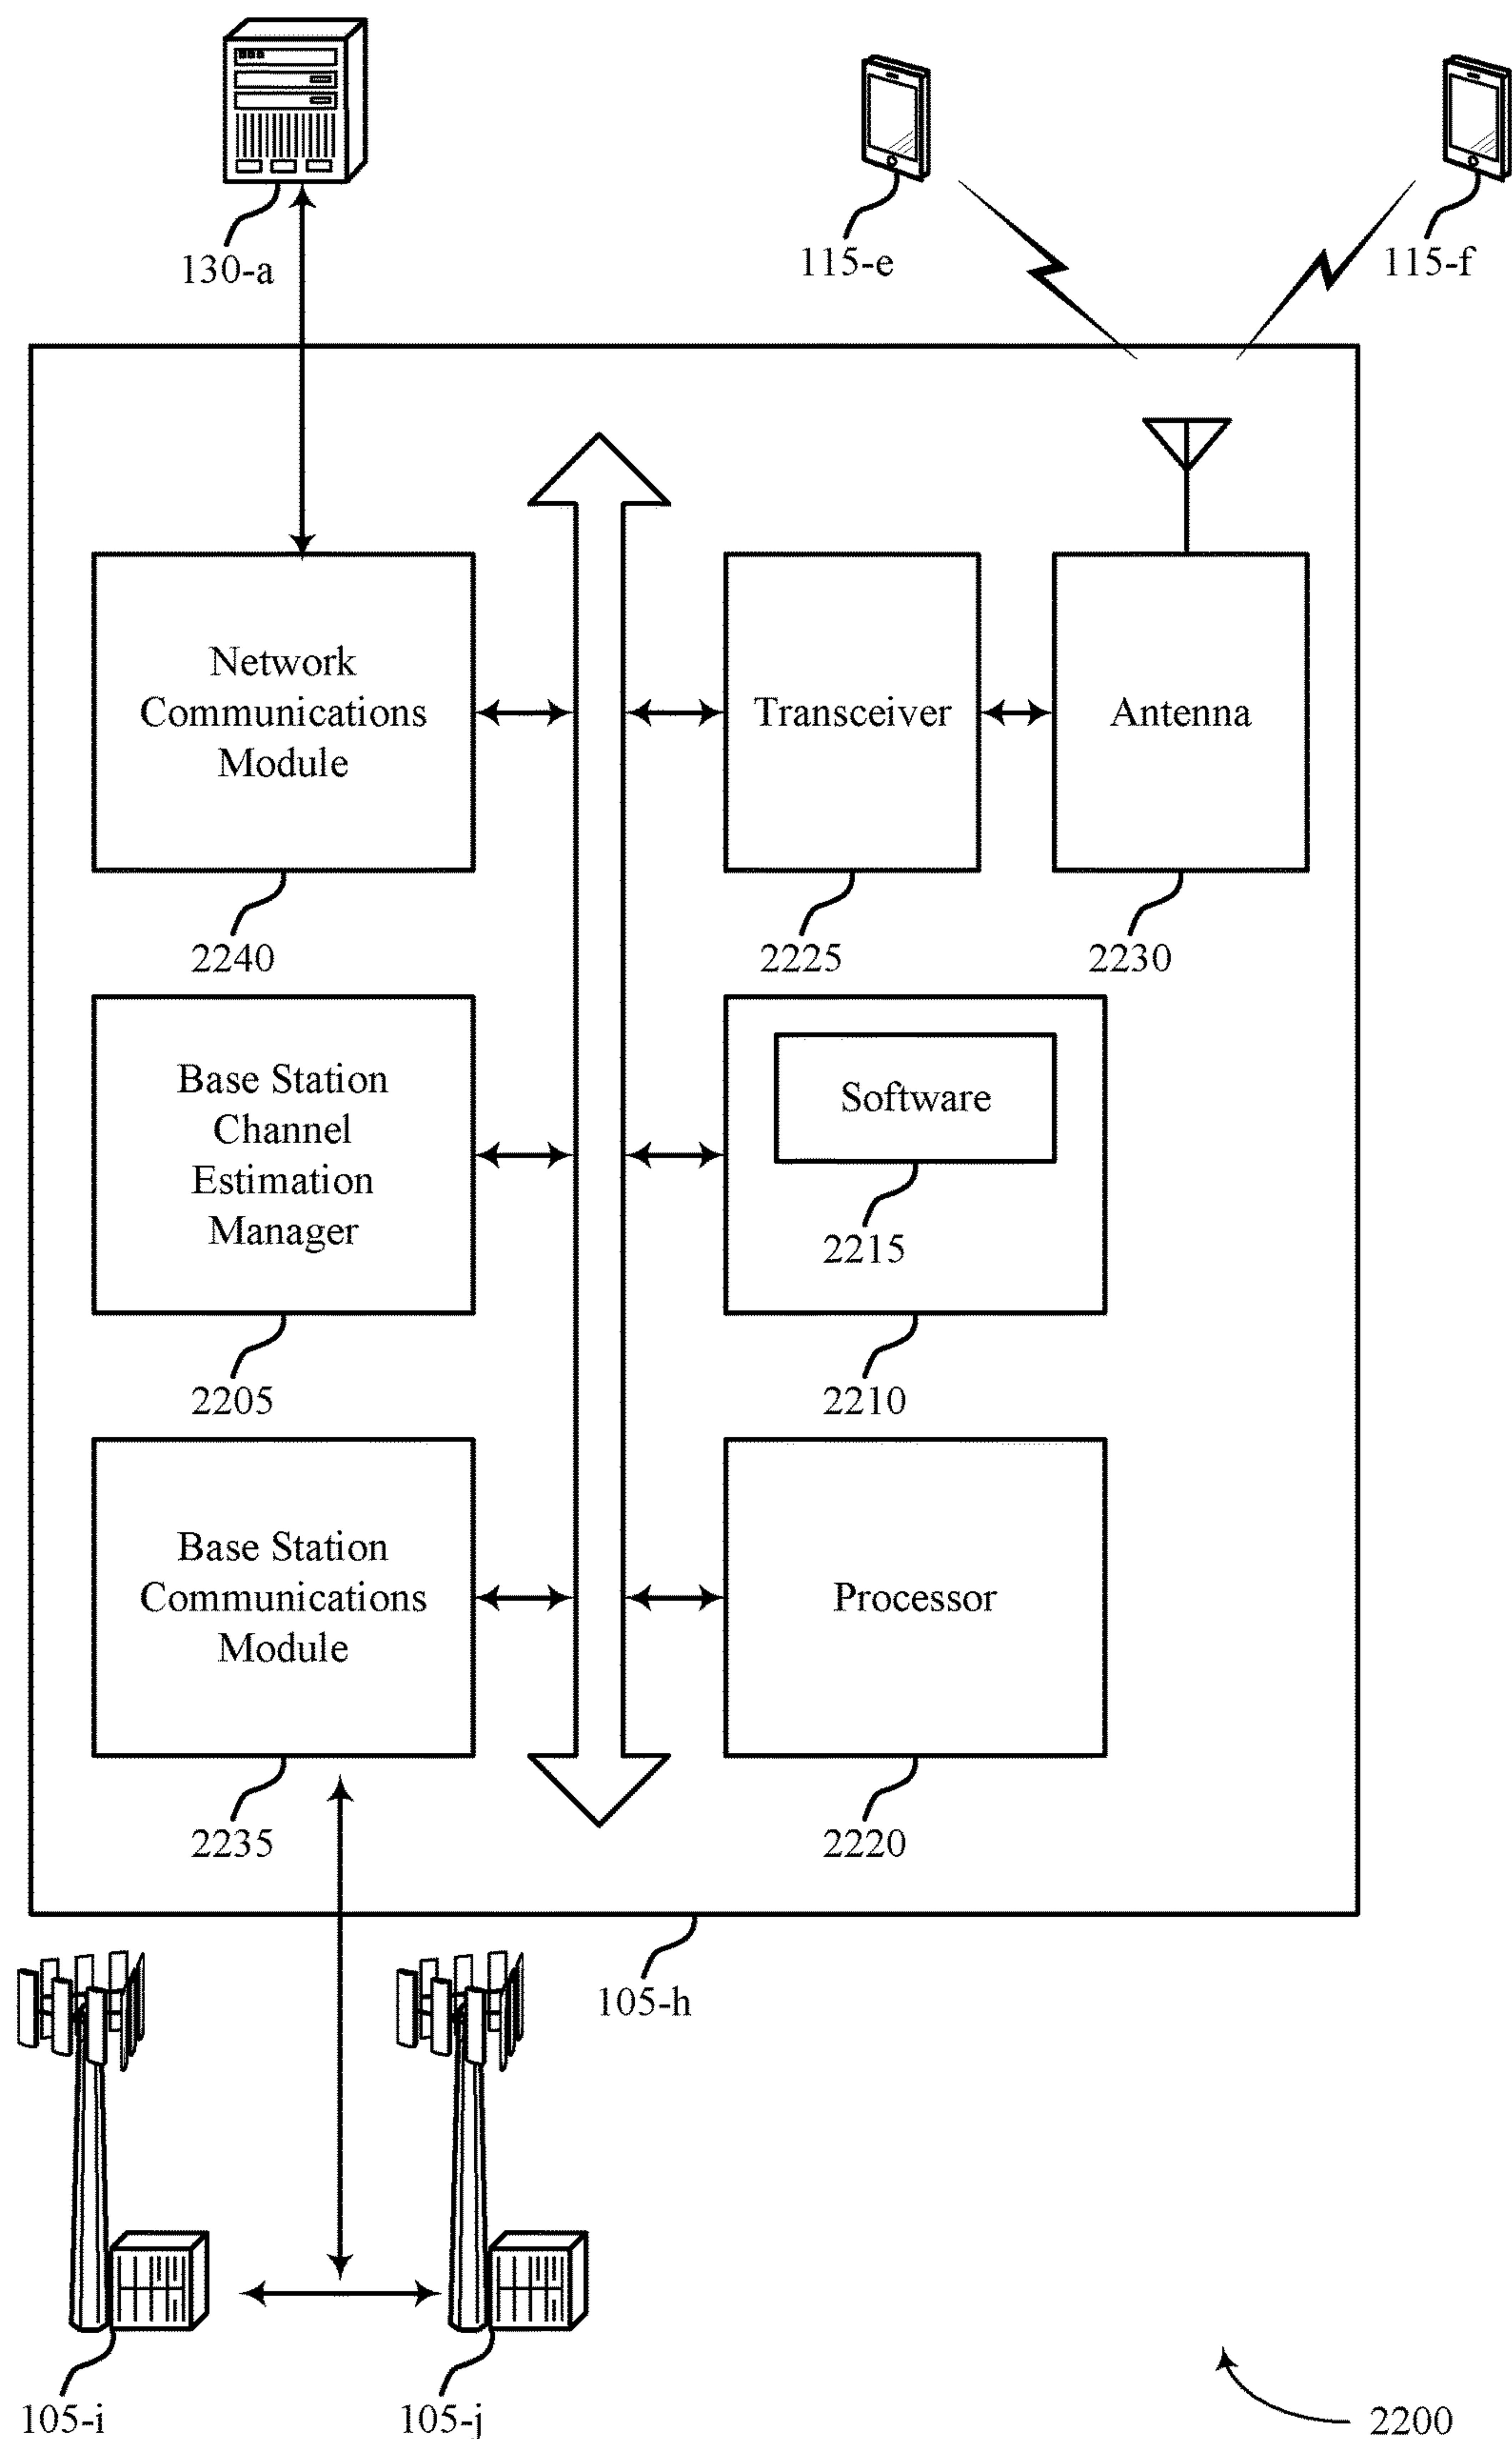 130-a
115-e
115-f
Network
Communications
Module
Transceiver
Antenna
2240
2225
2230
Base Station
Channel
Estimation
Manager
Software
2215
2205
2210
Base Station
Communications
Module
Processor
2235
2220
105-h
105-i
105-j
2200